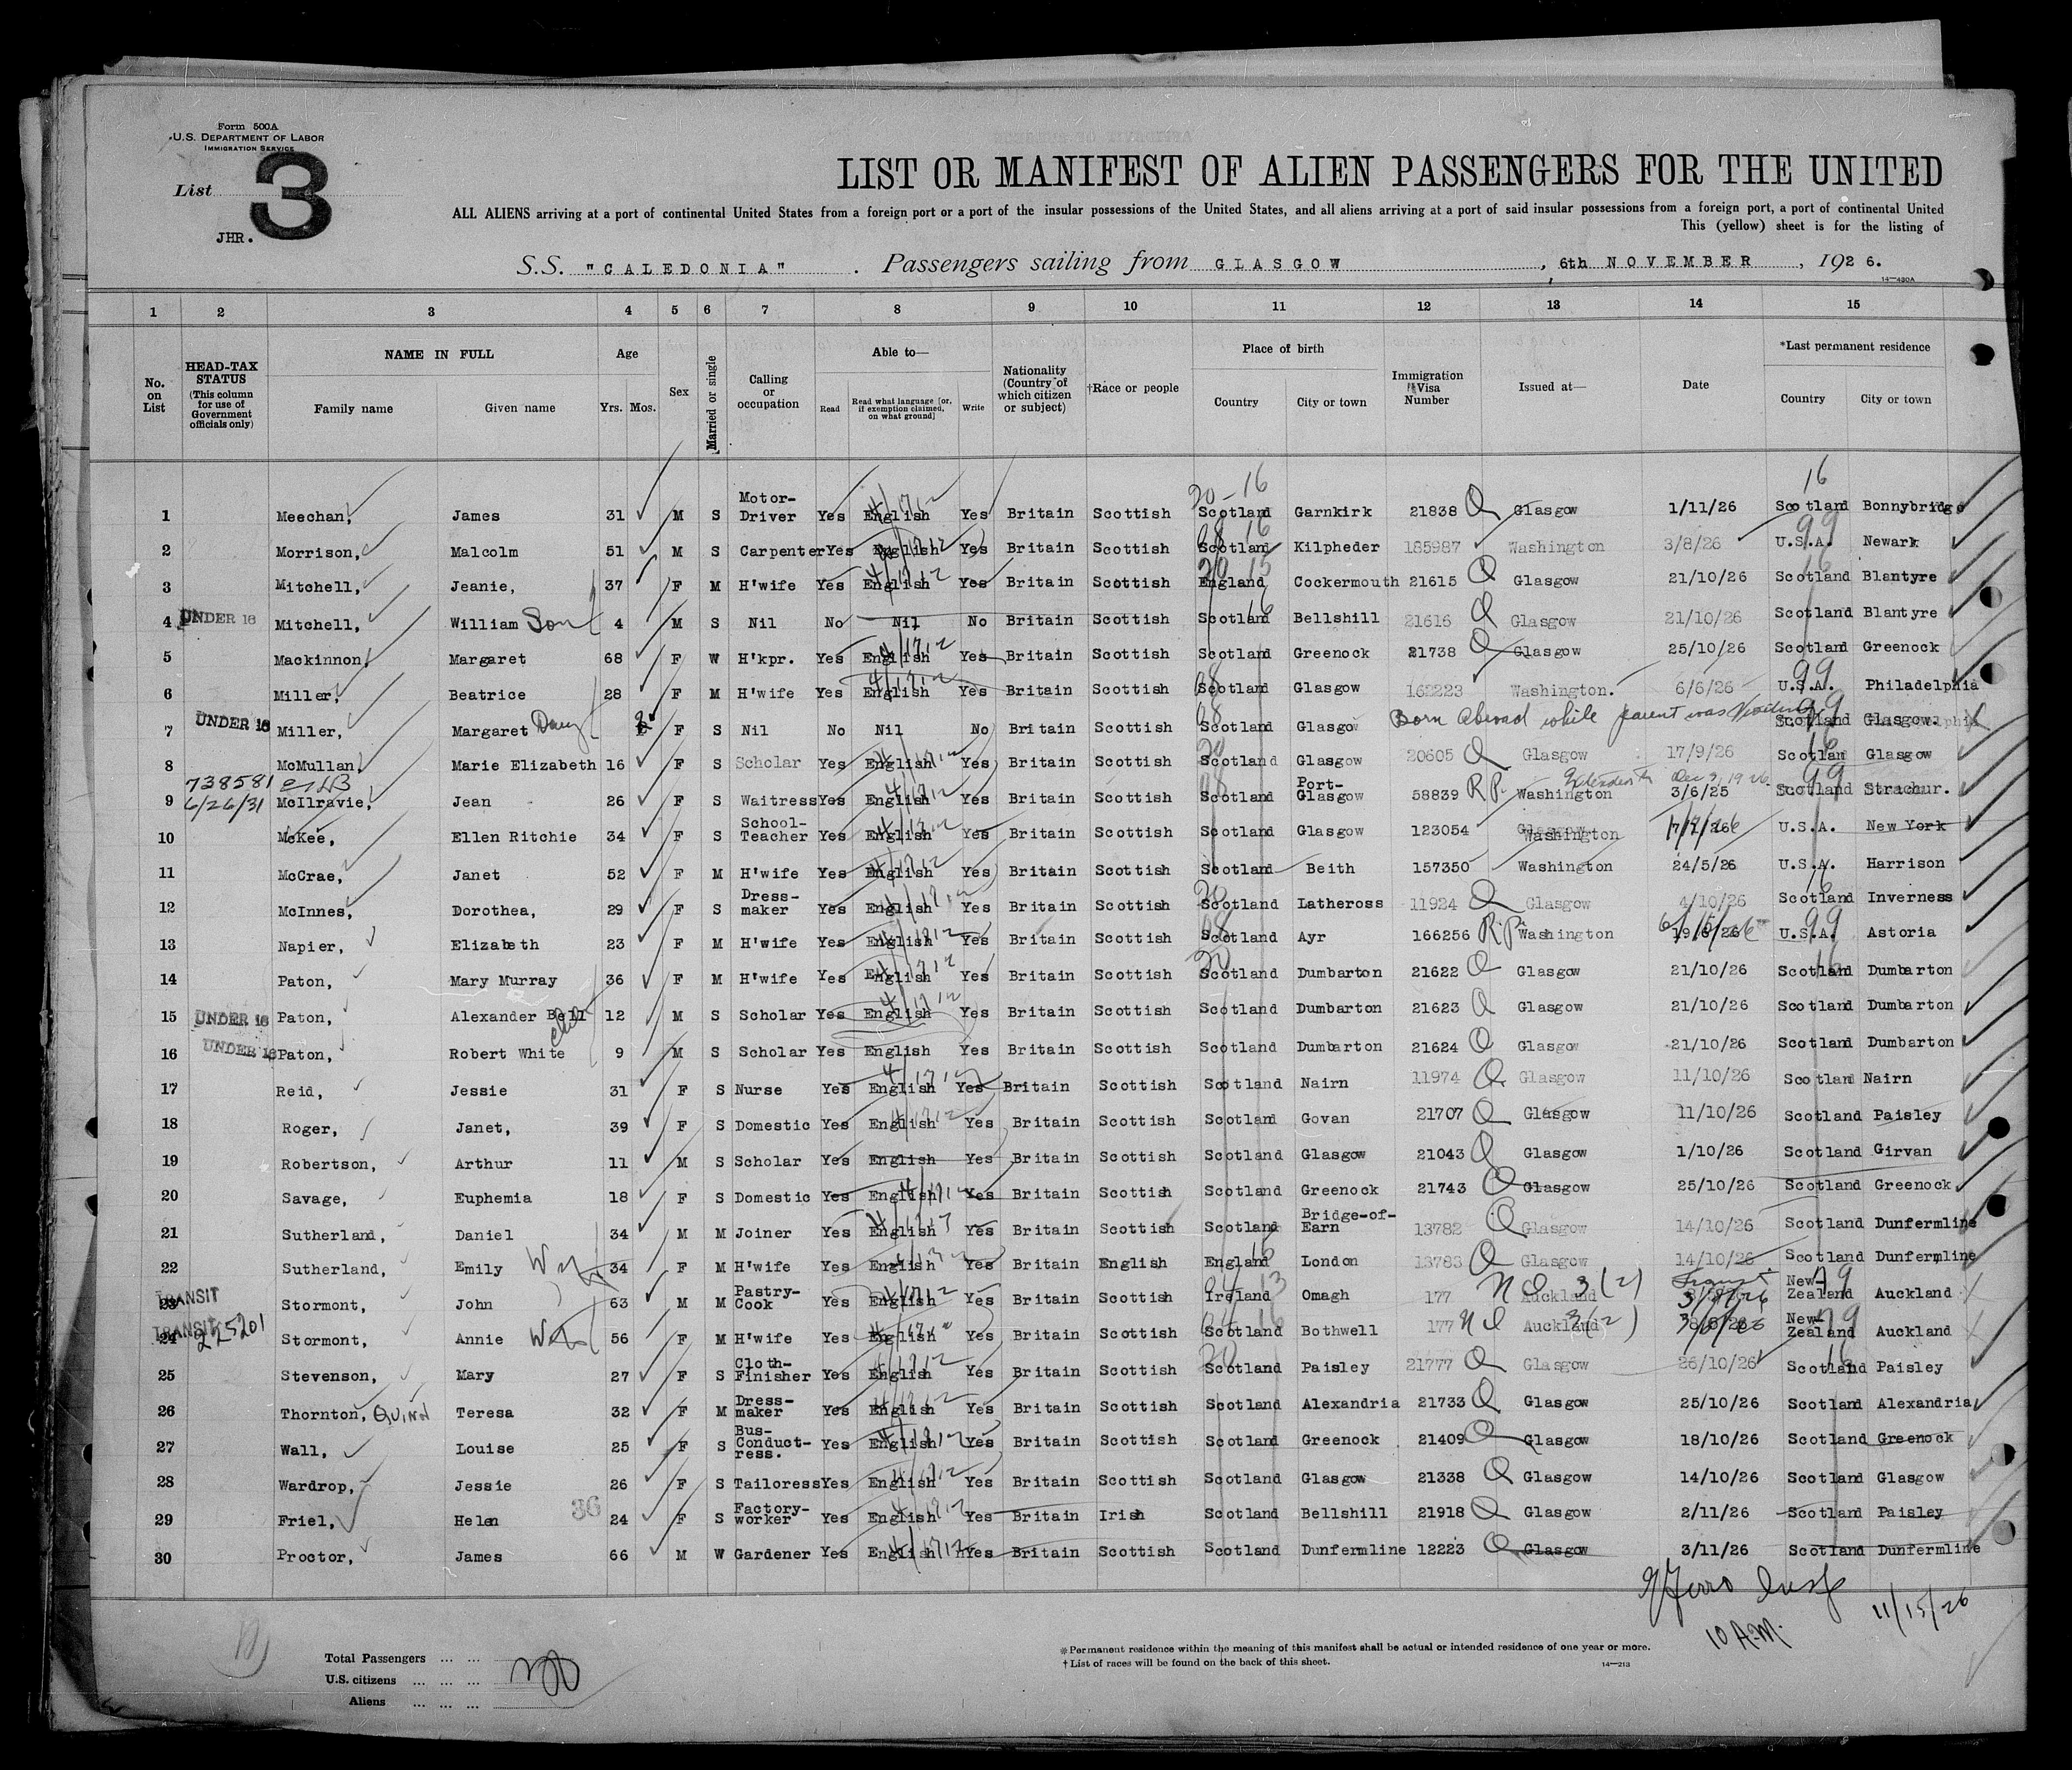 Form 500A
U.S. DEPARTMENT OF LABOR
IMMIGRATION SERVICE
List 3
JHR.
LIST OR MANIFEST OF ALIEN PASSENGERS FOR THE UNITED
ALL ALIENS arriving at a port of continental United States from a foreign port or a port of the insular possessions of the United States, and all aliens arriving at a port of said insular possessions from a foreign port, a port of continental United
This (yellow) sheet is for the listing of
S.S. "CALEDONIA" . Passengers sailing from GLASGOW , 6th NOVEMBER , 1926.
14—430A
1 2 3 4 5 6 7 8 9 10 11 12 13 14 15
No. on List
HEAD-TAX STATUS (This column for use of Government officials only)
NAME IN FULL
Family name Given name
Age
Yrs. Mos.
Sex
Married or single
Calling or occupation
Able to—
Read Read what language [or, if exemption claimed, on what ground] Write
Nationality (Country of which citizen or subject)
†Race or people
Place of birth
Country City or town
Immigration Visa Number
Issued at—
Date
*Last permanent residence
Country City or town
20-16 16
1 Meechan, James 31 M S Motor-Driver Yes English Yes Britain Scottish Scotland Garnkirk 21838 Q Glasgow 1/11/26 Scotland Bonnybridge
2 Morrison, Malcolm 51 M S Carpenter Yes English Yes Britain Scottish Scotland Kilpheder 185987 Washington 3/8/26 U.S.A. 99 Newark
3 Mitchell, Jeanie, 37 F M H'wife Yes English Yes Britain Scottish England Cockermouth 21615 Q Glasgow 21/10/26 Scotland Blantyre
4 UNDER 16 Mitchell, William Son 4 M S Nil No Nil No Britain Scottish Scotland Bellshill 21616 Q Glasgow 21/10/26 Scotland Blantyre
5 Mackinnon, Margaret 68 F W H'kpr. Yes English Yes Britain Scottish Scotland Greenock 21738 Q Glasgow 25/10/26 Scotland Greenock
6 Miller, Beatrice 28 F M H'wife Yes English Yes Britain Scottish Scotland Glasgow 162223 Washington. 6/6/26 U.S.A. 99 Philadelphia
7 UNDER 16 Miller, Margaret Daug F S Nil No Nil No Britain Scottish Scotland Glasgow Born abroad while parent was visiting Scotland Glasgow.
8 McMullan, Marie Elizabeth 16 F S Scholar Yes English Yes Britain Scottish Scotland Glasgow 20605 Q Glasgow 17/9/26 Scotland Glasgow
738581
6/26/31
9 McIlravie, Jean 26 F S Waitress Yes English Yes Britain Scottish Scotland Port-Glasgow 58839 R.P. Washington 3/6/25 Scotland 99 Strachur.
10 McKee, Ellen Ritchie 34 F S School-Teacher Yes English Yes Britain Scottish Scotland Glasgow 123054 Washington U.S.A. New York
11 McCrae, Janet 52 F M H'wife Yes English Yes Britain Scottish Scotland Beith 157350 Washington 24/5/26 U.S.A. Harrison
12 McInnes, Dorothea, 29 F S Dress-maker Yes English Yes Britain Scottish Scotland Latheross 11924 Q Glasgow 4/10/26 Scotland Inverness
13 Napier, Elizabeth 23 F M H'wife Yes English Yes Britain Scottish Scotland Ayr 166256 R.P. Washington U.S.A. 99 Astoria
14 Paton, Mary Murray 36 F M H'wife Yes English Yes Britain Scottish Scotland Dumbarton 21622 Q Glasgow 21/10/26 Scotland Dumbarton
15 UNDER 16 Paton, Alexander Bell 12 M S Scholar Yes English Yes Britain Scottish Scotland Dumbarton 21623 Q Glasgow 21/10/26 Scotland Dumbarton
16 UNDER 16 Paton, Robert White 9 M S Scholar Yes English Yes Britain Scottish Scotland Dumbarton 21624 Q Glasgow 21/10/26 Scotland Dumbarton
17 Reid, Jessie 31 F S Nurse Yes English Yes Britain Scottish Scotland Nairn 11974 Q Glasgow 11/10/26 Scotland Nairn
18 Roger, Janet, 39 F S Domestic Yes English Yes Britain Scottish Scotland Govan 21707 Q Glasgow 11/10/26 Scotland Paisley
19 Robertson, Arthur 11 M S Scholar Yes English Yes Britain Scottish Scotland Glasgow 21043 Q Glasgow 1/10/26 Scotland Girvan
20 Savage, Euphemia 18 F S Domestic Yes English Yes Britain Scottish Scotland Greenock 21743 Q Glasgow 25/10/26 Scotland Greenock
21 Sutherland, Daniel 34 M M Joiner Yes English Yes Britain Scottish Scotland Bridge-of-Earn 13782 Q Glasgow 14/10/26 Scotland Dunfermline
22 Sutherland, Emily 34 F M H'wife Yes English Yes Britain English England London 13783 Q Glasgow 14/10/26 Scotland Dunfermline
23 TRANSIT Stormont, John 63 M M Pastry-Cook Yes English Yes Britain Scottish Ireland Omagh 177 Auckland 3(2) New-Zealand Auckland
24 TRANSIT 225201 Stormont, Annie 56 F M H'wife Yes English Yes Britain Scottish Scotland Bothwell 177 Auckland 3(2) New-Zealand Auckland
25 Stevenson, Mary 27 F S Cloth-Finisher Yes English Yes Britain Scottish Scotland Paisley 21777 Q Glasgow 26/10/26 Scotland Paisley
26 Thornton, QUINN Teresa 32 F M Dress-maker Yes English Yes Britain Scottish Scotland Alexandria 21733 Q Glasgow 25/10/26 Scotland Alexandria
27 Wall, Louise 25 F S Bus-Conduct-ress. Yes English Yes Britain Scottish Scotland Greenock 21409 Q Glasgow 18/10/26 Scotland Greenock
28 Wardrop, Jessie 26 F S Tailoress Yes English Yes Britain Scottish Scotland Glasgow 21338 Q Glasgow 14/10/26 Scotland Glasgow
29 Friel, Helen 36 24 F S Factory-worker Yes English Yes Britain Irish Scotland Bellshill 21918 Q Glasgow 2/11/26 Scotland Paisley
30 Proctor, James 66 M W Gardener Yes English Yes Britain Scottish Scotland Dunfermline 12223 Q Glasgow 3/11/26 Scotland Dunfermline
11/15/26
10 A.M.
Total Passengers ... ...
U.S. citizens ... ... ...
Aliens ... ... ...
*Permanent residence within the meaning of this manifest shall be actual or intended residence of one year or more.
†List of races will be found on the back of this sheet.
14—213